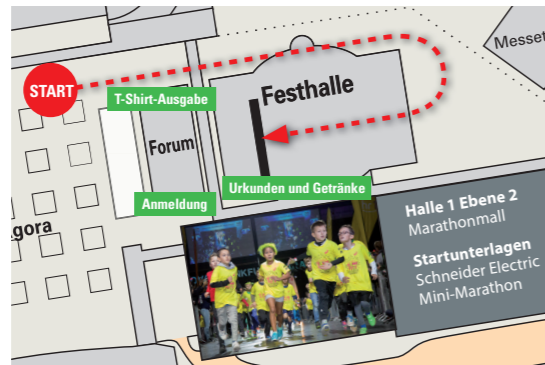 Messet
START
T-Shirt-Ausgabe
Festhalle
Forum
Urkunden und Getränke
Anmeldung
gora
Halle 1 Ebene 2
Marathonmall
Startunterlagen
Schneider Electric
Mini-Marathon